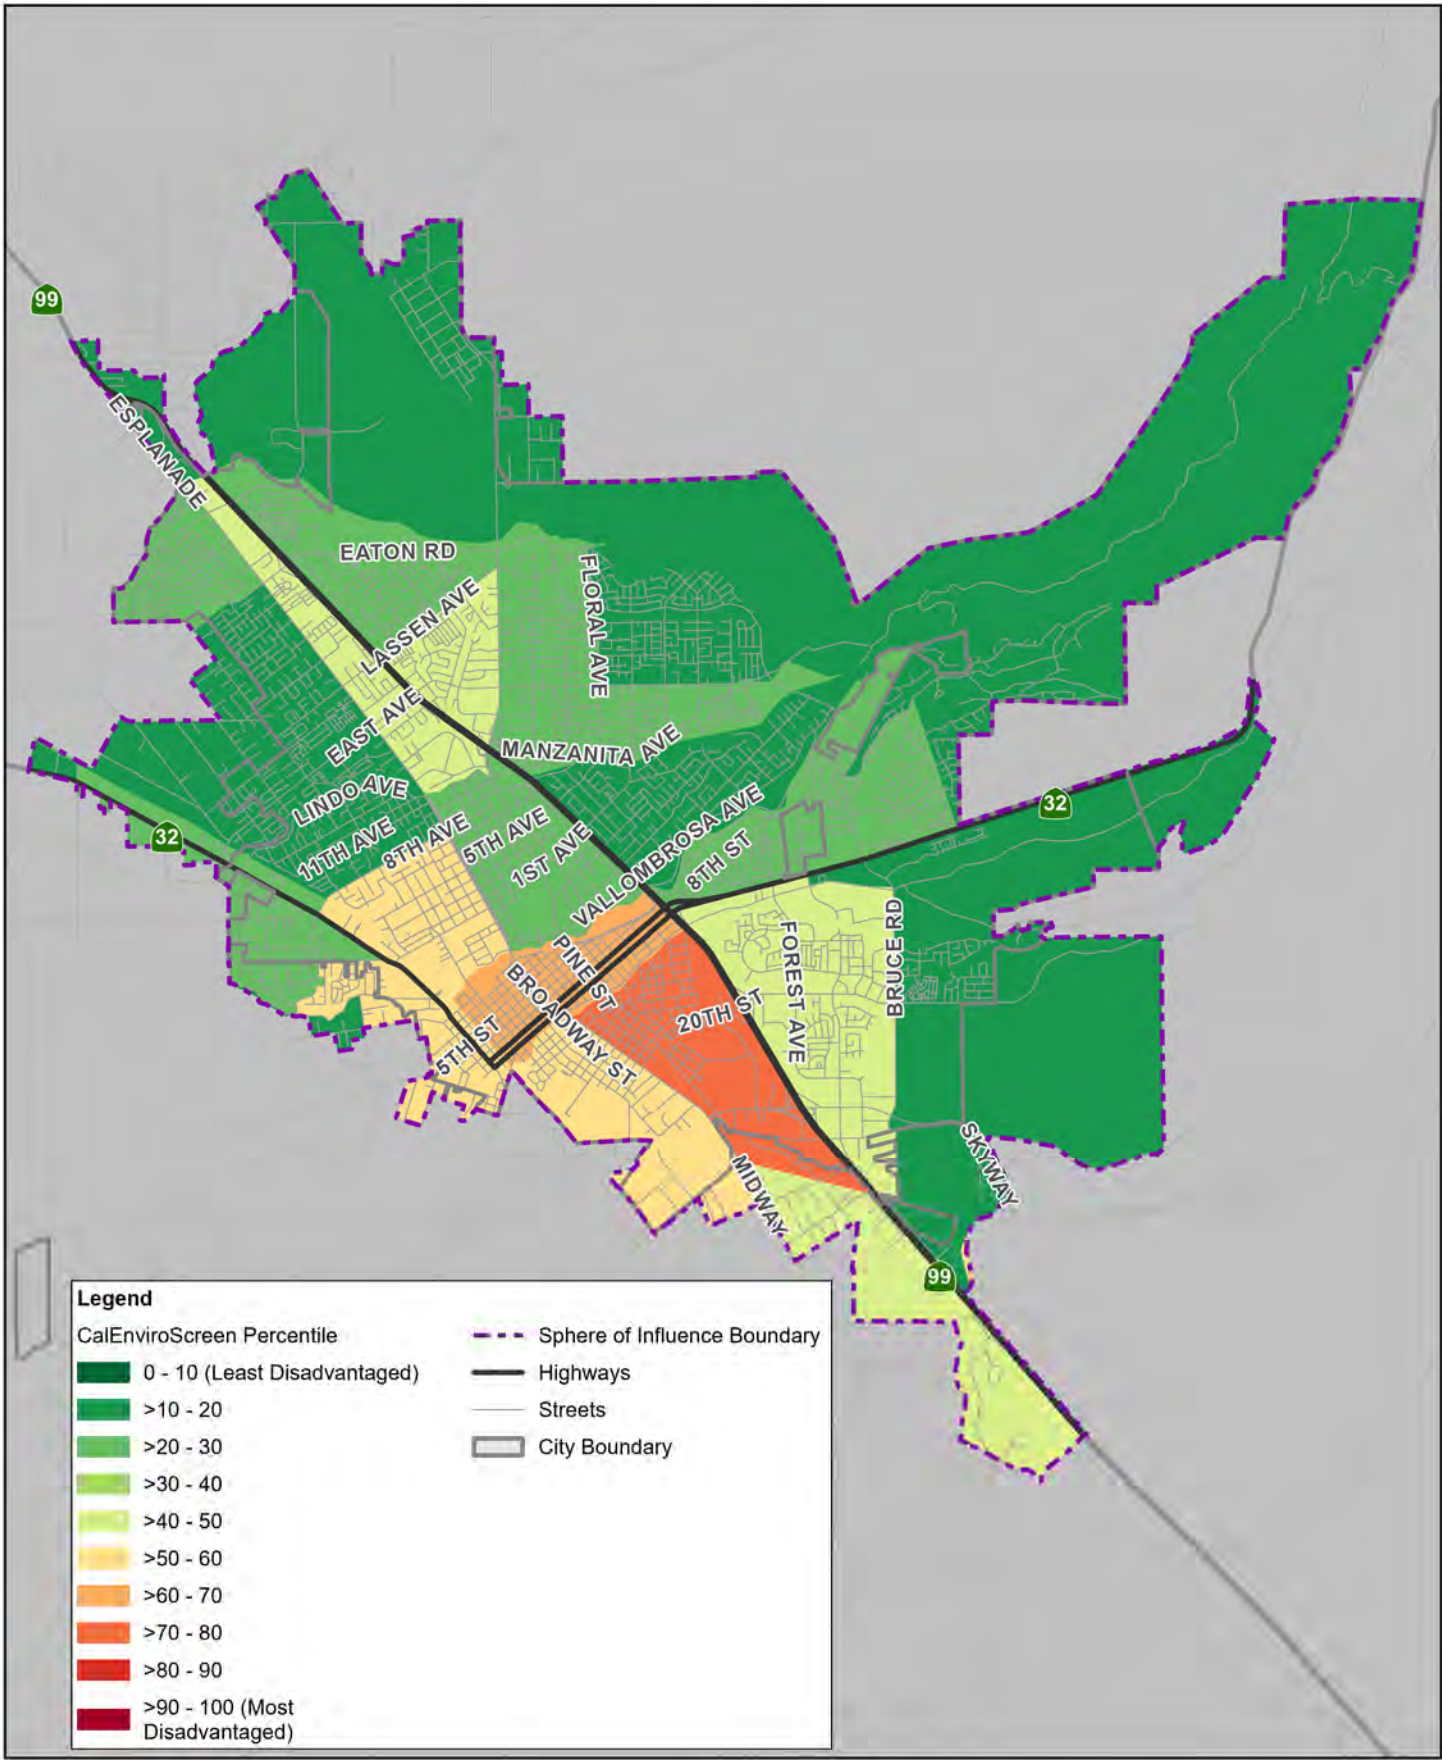 99
ESPLANADE
EATON RD
FLORAL AVE
LASSEN AVE
EAST AVE
MANZANITA AVE
LINDO AVE
32
32
11TH AVE
8TH AVE
5TH AVE
1ST AVE
VALLOMBROSA AVE
8TH ST
PINE ST
BROADWAY ST
5TH ST
20TH ST
FOREST AVE
BRUCE RD
SKYWAY
MIDWAY
99
Legend
CalEnviroScreen Percentile
0 - 10 (Least Disadvantaged)
>10 - 20
>20 - 30
>30 - 40
>40 - 50
>50 - 60
>60 - 70
>70 - 80
>80 - 90
>90 - 100 (Most
Disadvantaged)
Sphere of Influence Boundary
Highways
Streets
City Boundary